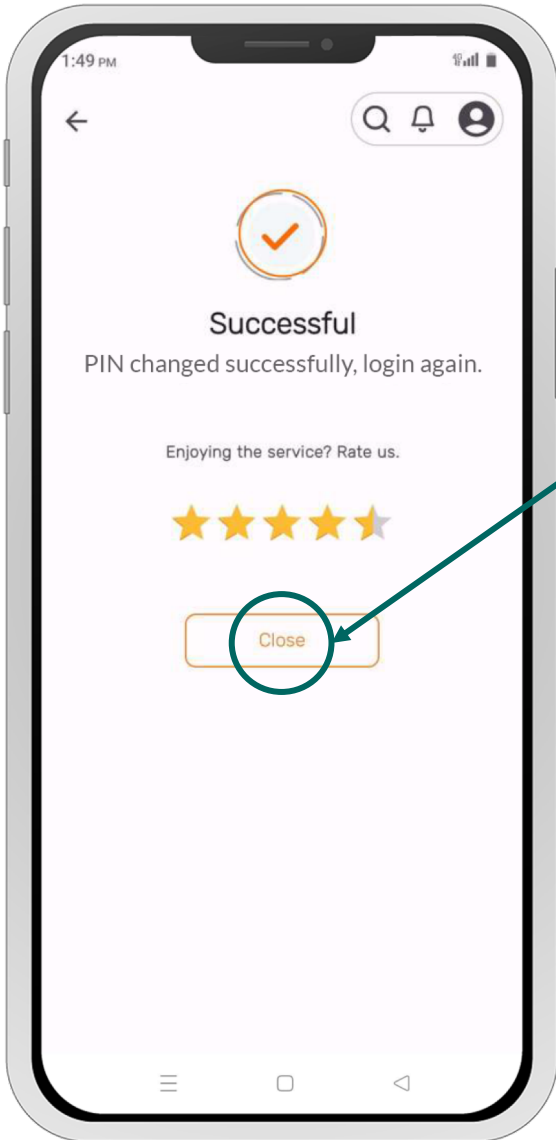 1:49 PM
Successful
PIN changed successfully, login again.
Enjoying the service? Rate us.
Close